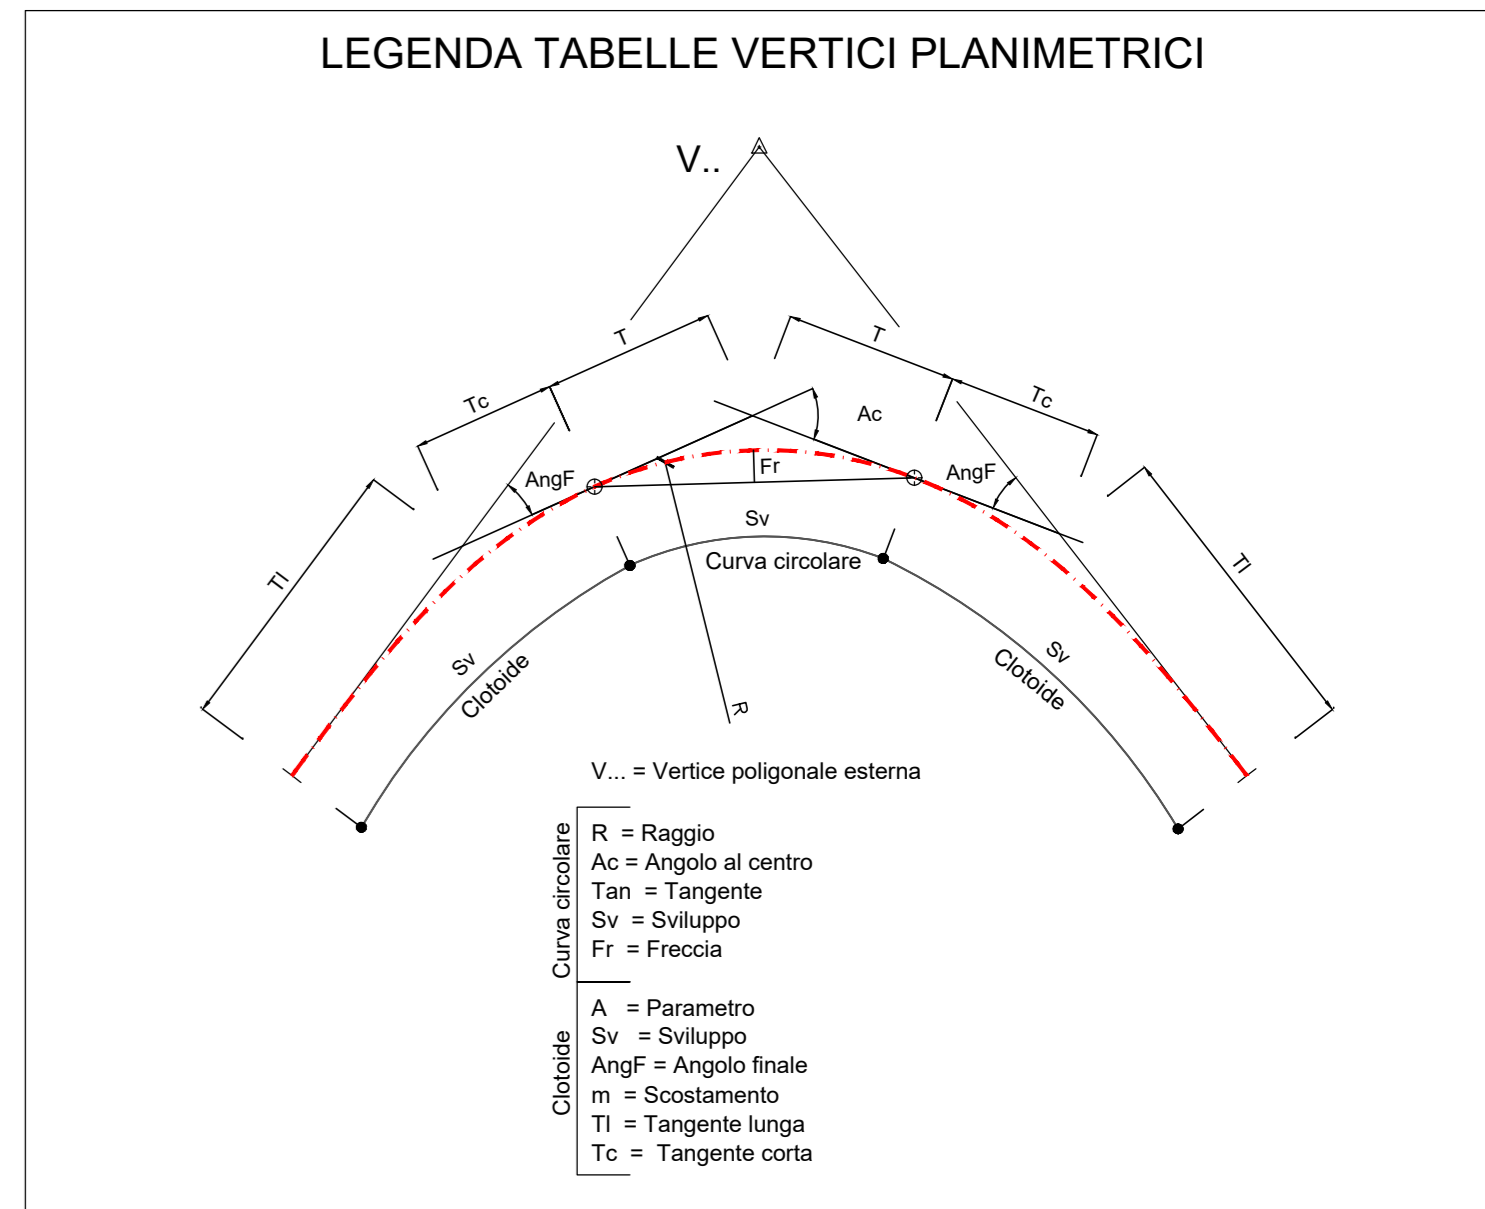 LEGENDA TABELLE VERTICI PLANIMETRICI
V..
T
T
Tc
Tc
Ac
AngF
Fr
AngF
Sv
Tl
Curva circolare
Tl
Sv
Clotoide
Sv
Clotoide
R
V... = Vertice poligonale esterna
Curva circolare
R = Raggio
Ac = Angolo al centro
Tan = Tangente
Sv = Sviluppo
Fr = Freccia
Clotoide
A = Parametro
Sv = Sviluppo
AngF = Angolo finale
m = Scostamento
Tl = Tangente lunga
Tc = Tangente corta